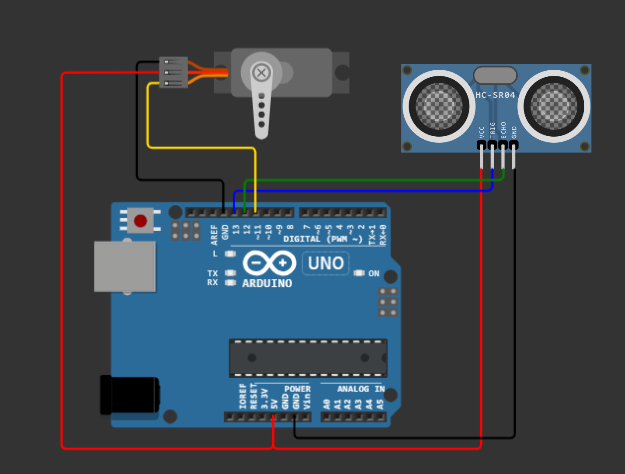 HC-SR04
VCC
TRIG
ECHO
GND
AREF
GND
13
12
~11
~10
~9
8
7
~6
~5
4
~3
2
TX→1
RX←0
DIGITAL (PWM ~)
L
UNO
TX
RX
ON
ARDUINO
POWER
ANALOG IN
IOREF
RESET
3.3V
5V
GND
GND
Vin
A0
A1
A2
A3
A4
A5